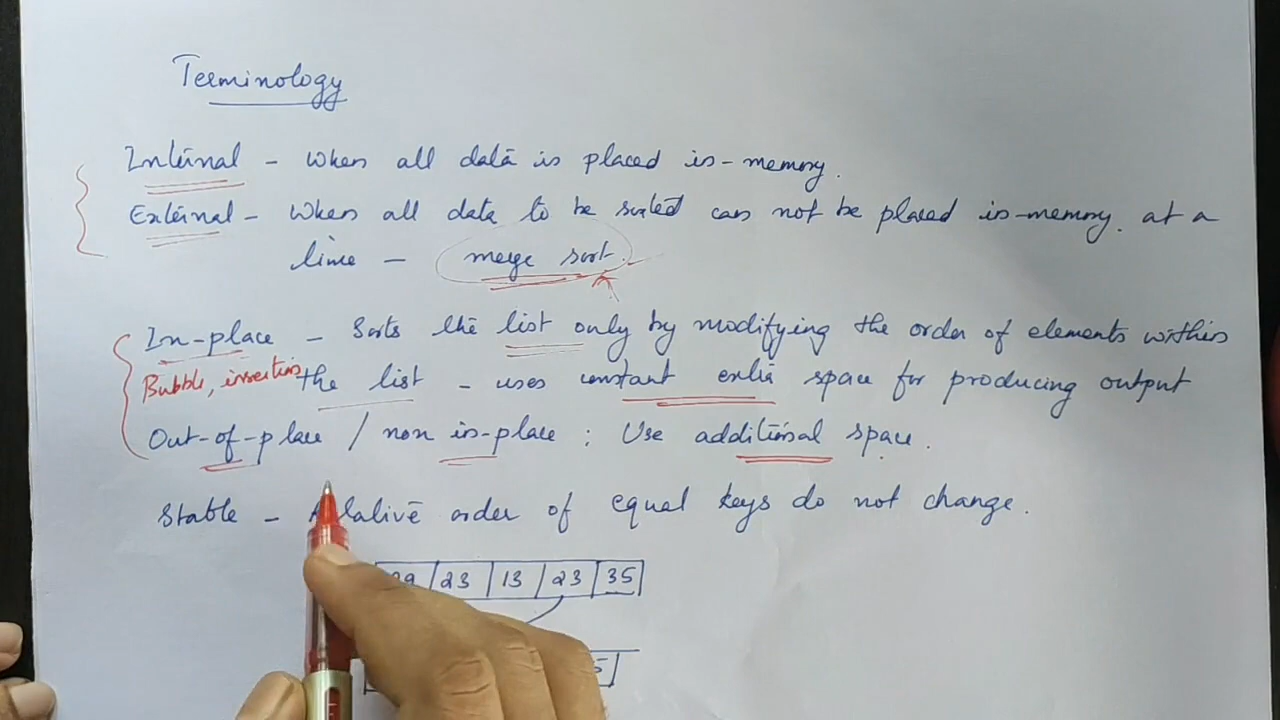 Terminology
Internal - When all data is placed in-memory.
External - When all data to be sorted can not be placed in-memory. at a
time - merge sort.
In-place - Sorts the list only by modifying the order of elements within
Bubble, insertion the list - uses constant extra space for producing output
Out-of-place / non in-place : Use additional space.
Stable - Relative order of equal keys do not change.
23 13 23 35